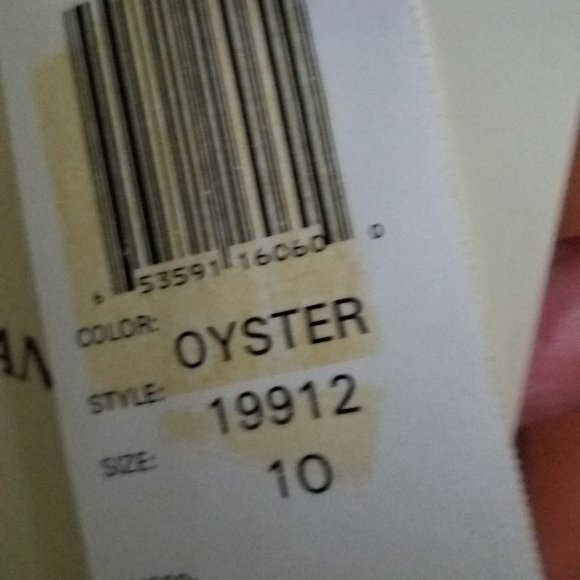 6 53591 16060 0
COLOR: OYSTER
STYLE: 19912
SIZE: 10